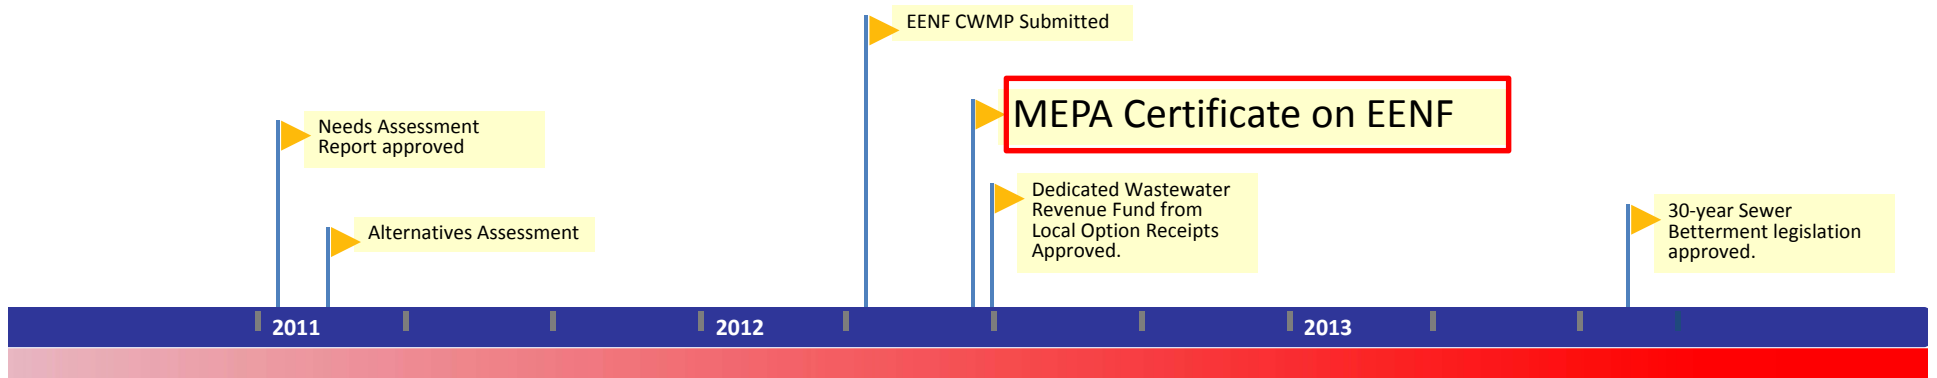 EENF CWMP Submitted
MEPA Certificate on EENF
Needs Assessment
Report approved
Dedicated Wastewater
Revenue Fund from
Local Option Receipts
Approved.
30-year Sewer
Betterment legislation
approved.
Alternatives Assessment
2011
2012
2013